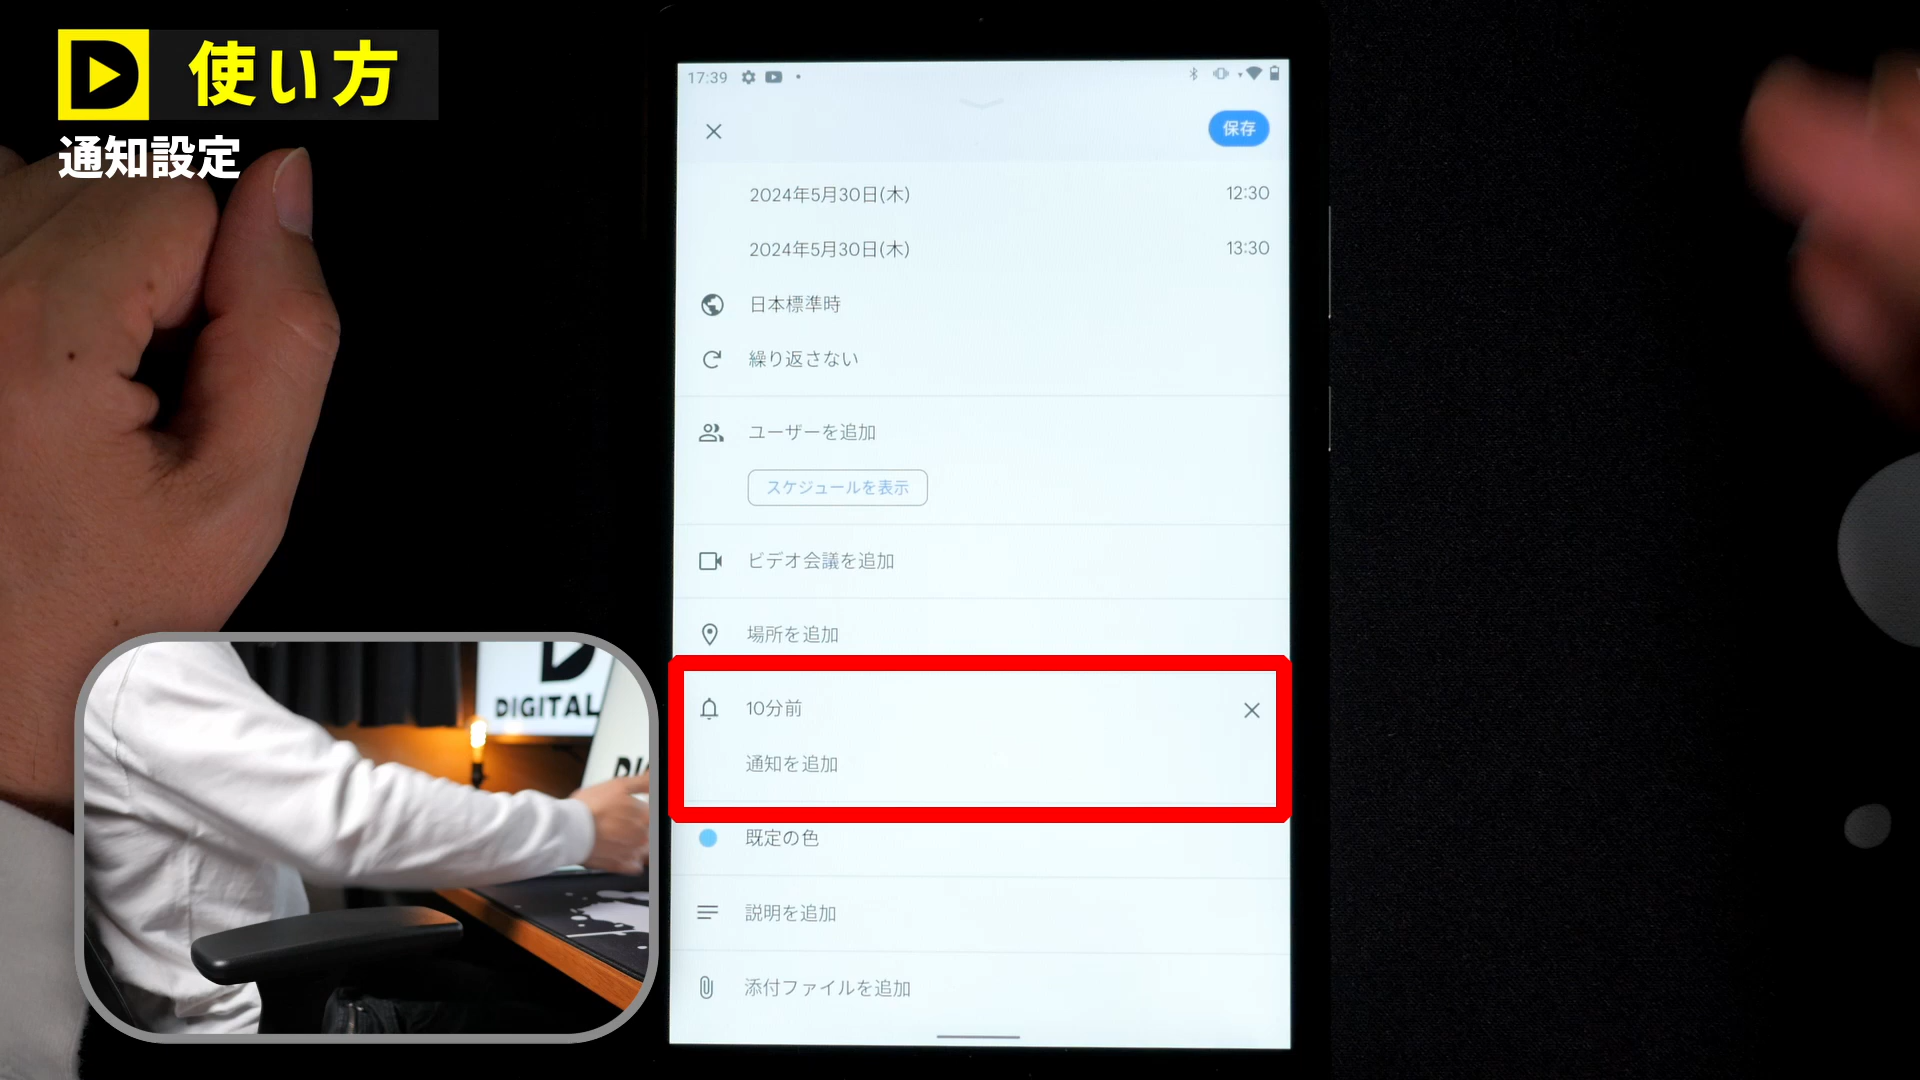 使い方
通知設定
17:39
保存
2024年5月30日(木) 12:30
2024年5月30日(木) 13:30
日本標準時
繰り返さない
ユーザーを追加
スケジュールを表示
ビデオ会議を追加
場所を追加
10分前
通知を追加
既定の色
説明を追加
添付ファイルを追加
DIGITAL